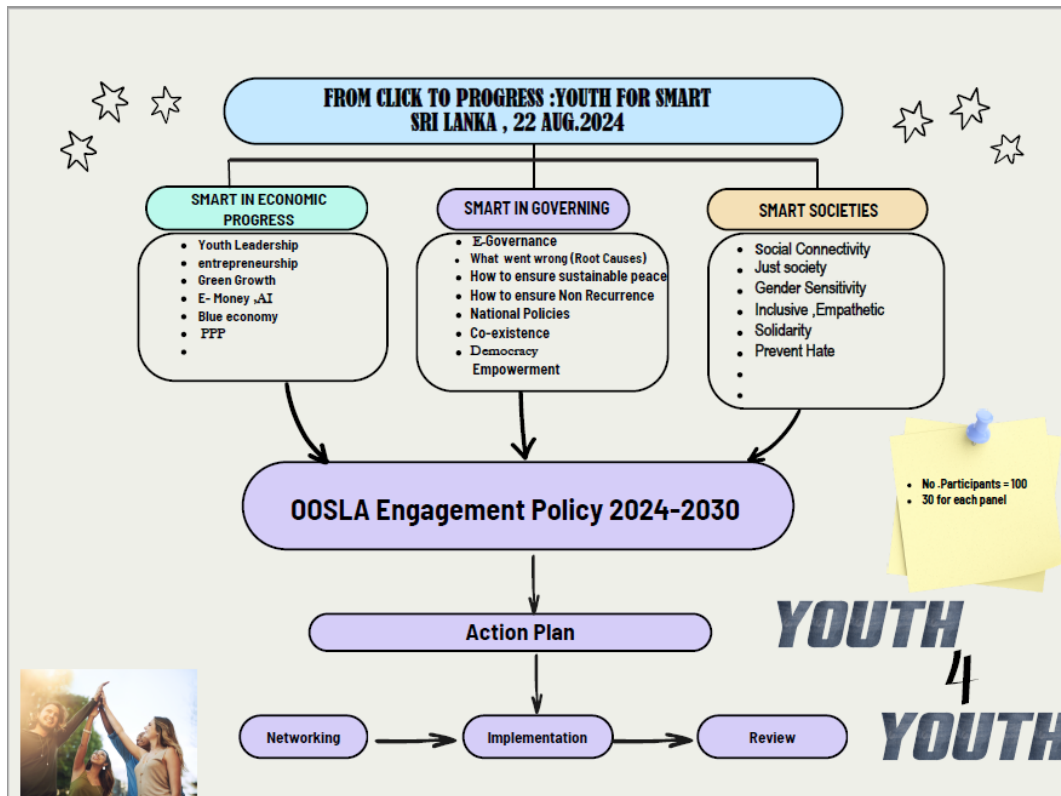 FROM CLICK TO PROGRESS :YOUTH FOR SMART
SRI LANKA , 22 AUG.2024
SMART IN ECONOMIC
PROGRESS
Youth Leadership
entrepreneurship
Green Growth
E- Money ,AI
Blue economy
PPP
SMART IN GOVERNING
E-Governance
What went wrong (Root Causes)
How to ensure sustainable peace
How to ensure Non Recurrence
National Policies
Co-existence
Democracy
Empowerment
SMART SOCIETIES
Social Connectivity
Just society
Gender Sensitivity
Inclusive ,Empathetic
Solidarity
Prevent Hate
OOSLA Engagement Policy 2024-2030
No .Participants = 100
30 for each panel
Action Plan
Networking
Implementation
Review
YOUTH
4
YOUTH